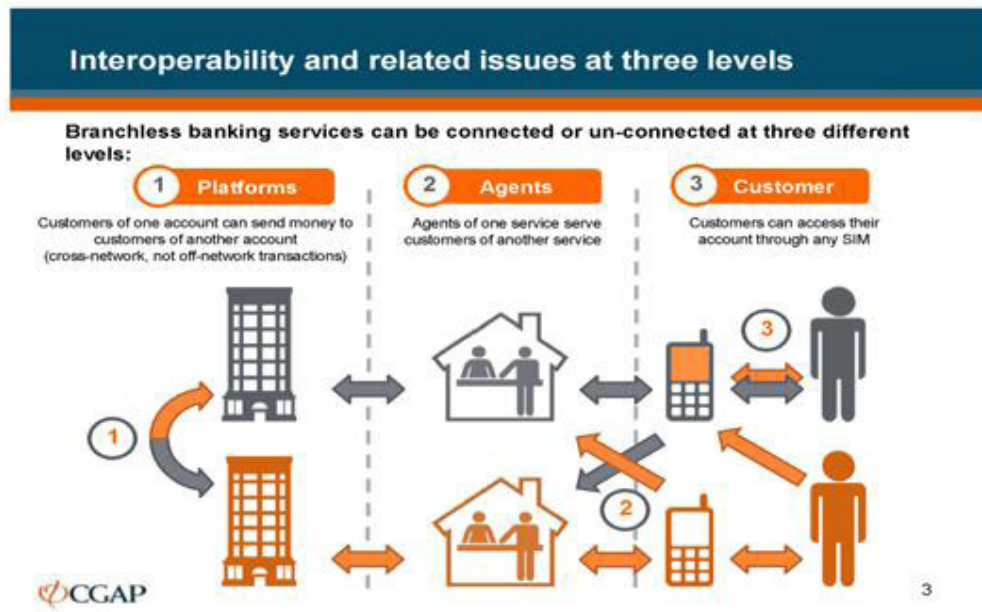 Interoperability and related issues at three levels
Branchless banking services can be connected or un-connected at three different
levels:
1 Platforms
Customers of one account can send money to
customers of another account
(cross-network, not off-network transactions)
2 Agents
Agents of one service serve
customers of another service
3 Customer
Customers can access their
account through any SIM
3
1
2
CGAP
3